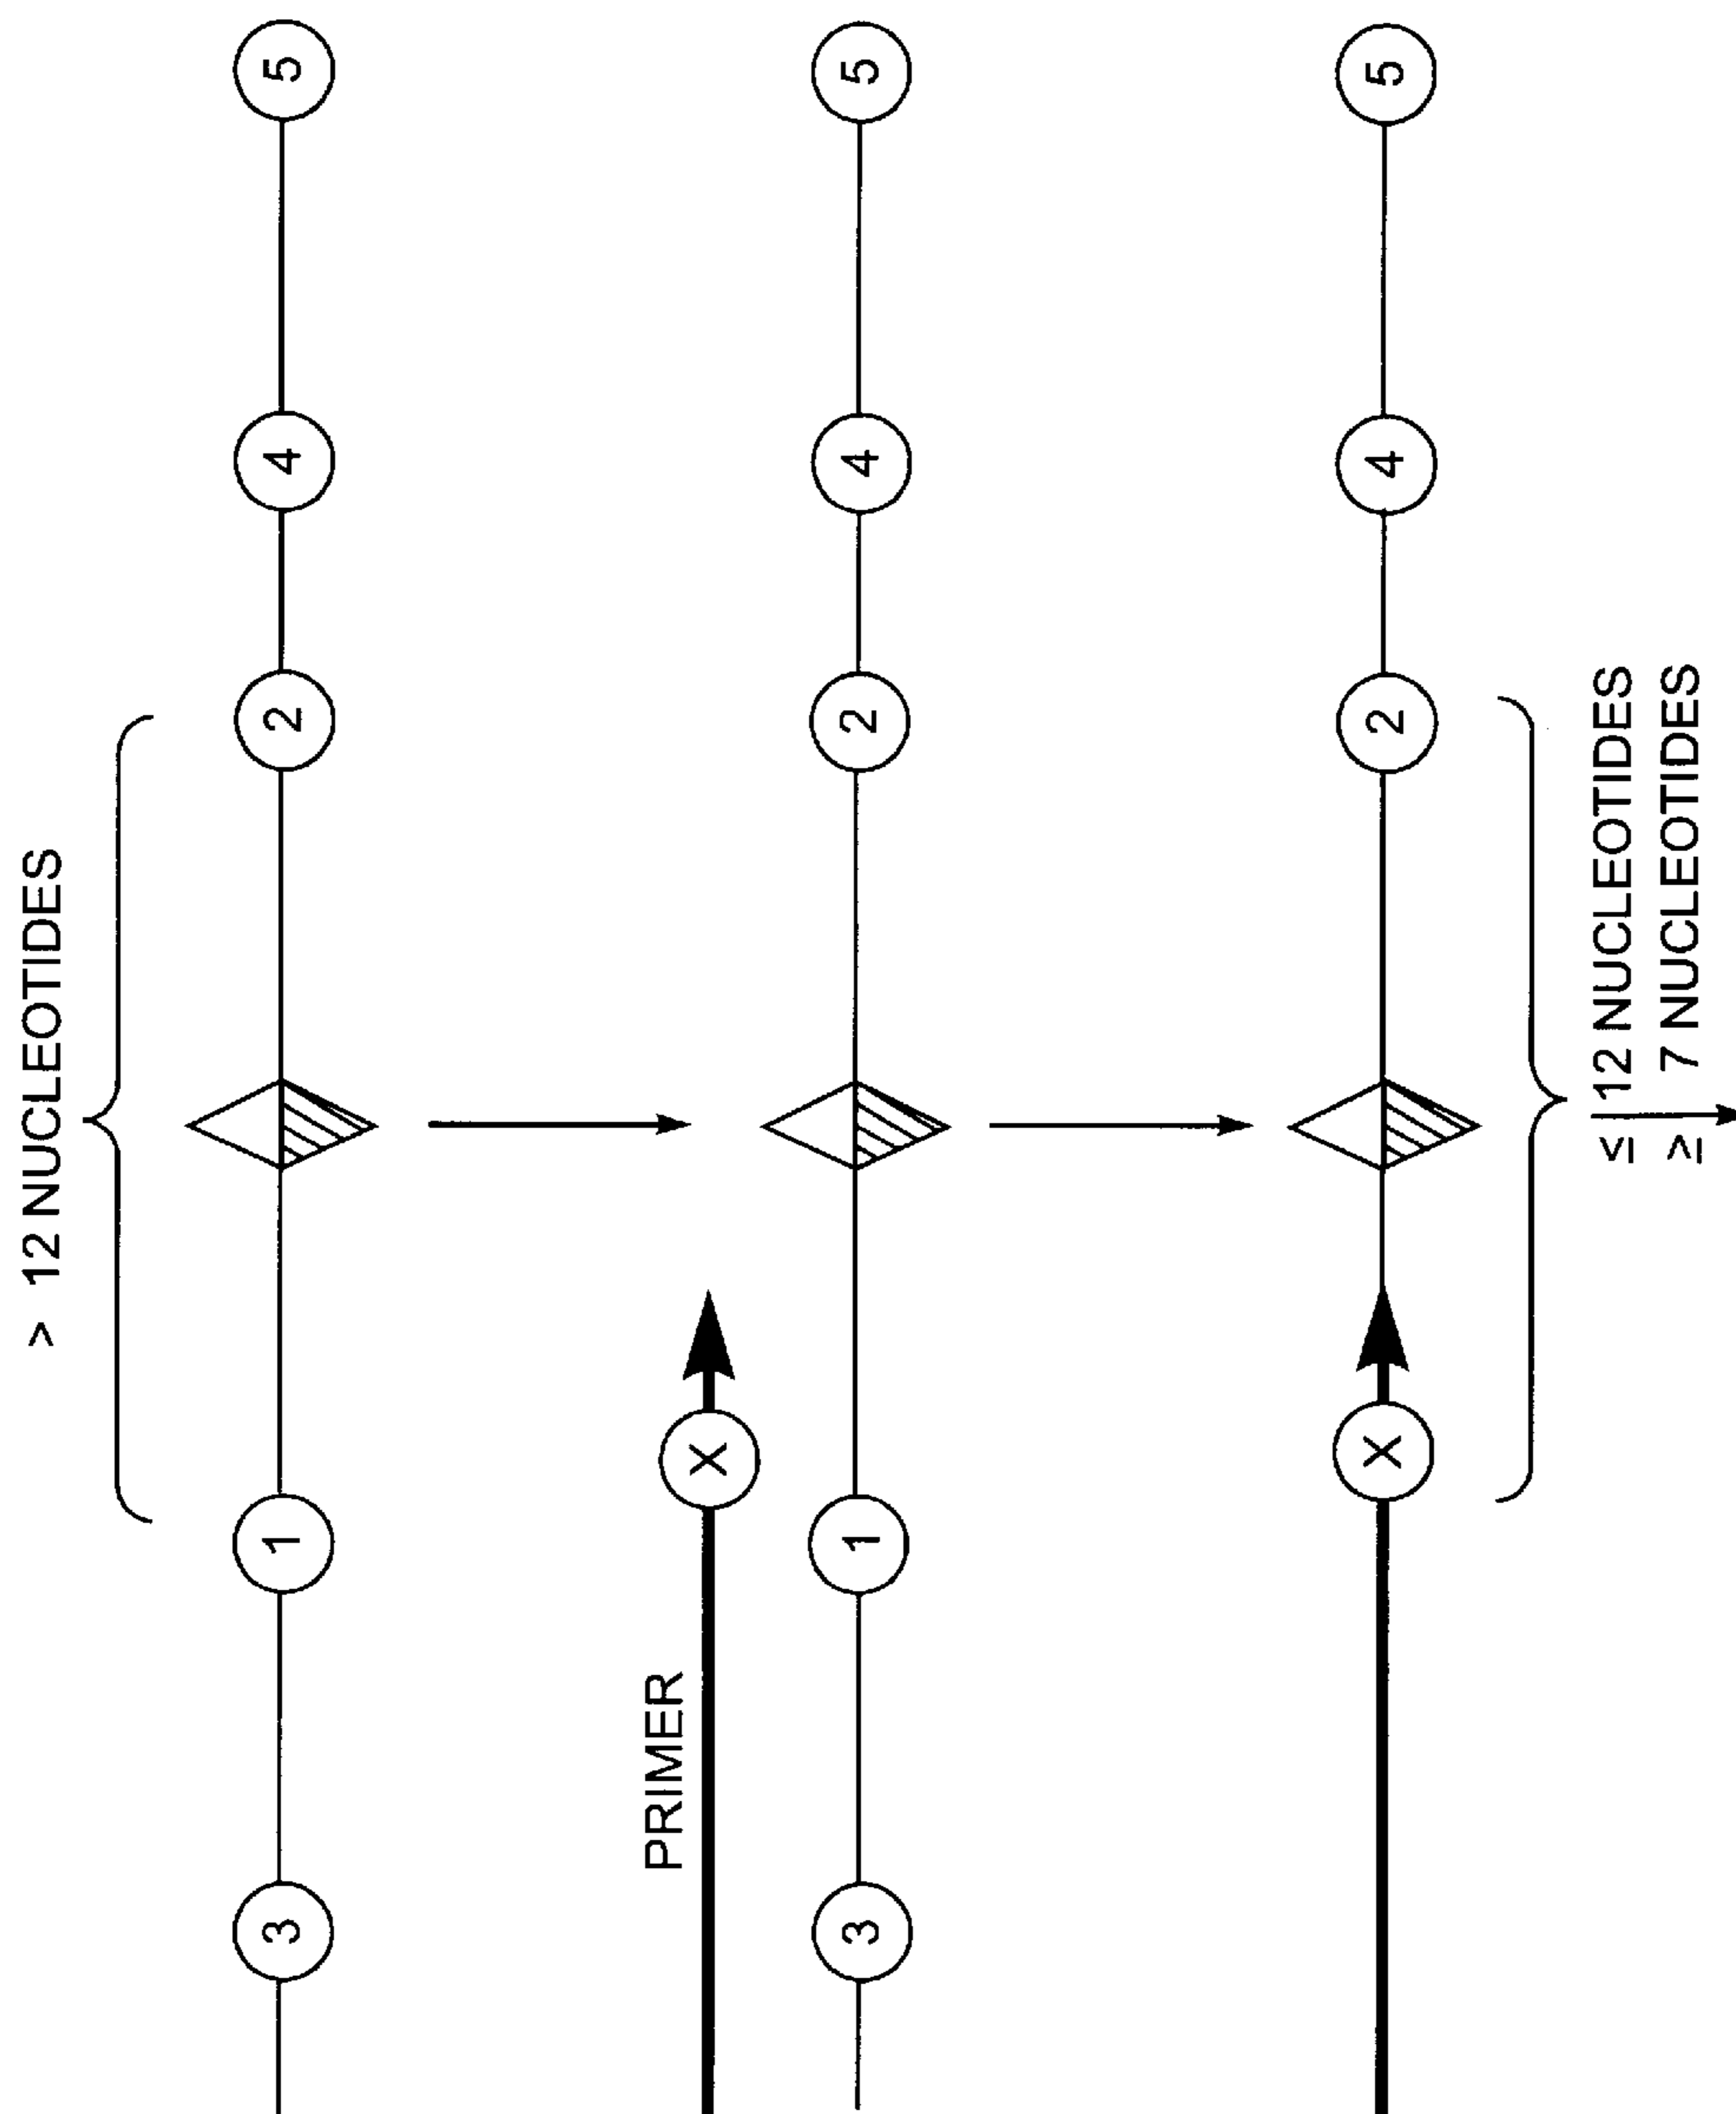 > 12 NUCLEOTIDES
3 1 2 4 5
PRIMER
X
3 1 2 4 5
X 2 4 5
≤ 12 NUCLEOTIDES
≥ 7 NUCLEOTIDES